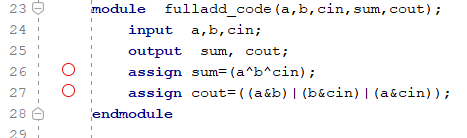 23 module fulladd_code(a,b,cin,sum,cout);
24 input a,b,cin;
25 output sum, cout;
26 assign sum=(a^b^cin);
27 assign cout=((a&b)|(b&cin)|(a&cin));
28 endmodule
29